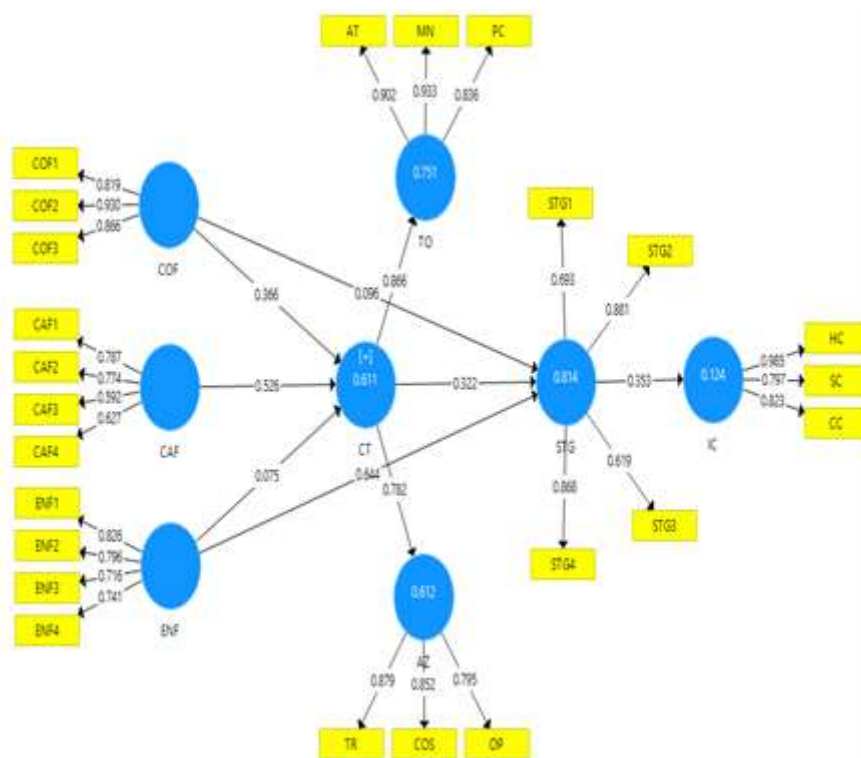 AT
MN
PC
0.902
0.933
0.836
0.751
TO
COF1
COF2
COF3
0.819
0.930
0.866
COF
STG1
STG2
0.693
0.881
0.866
0.096
0.366
CAF1
CAF2
CAF3
CAF4
0.787
0.774
0.592
0.627
CAF
0.526
[+]
0.611
CT
0.322
0.814
STG
0.353
0.124
IC
HC
SC
CC
0.797
0.823
0.075
0.644
0.782
0.619
0.868
STG3
STG4
ENF1
ENF2
ENF3
ENF4
0.826
0.796
0.716
0.741
ENF
0.612
0.879
0.852
0.795
TR
COS
OP